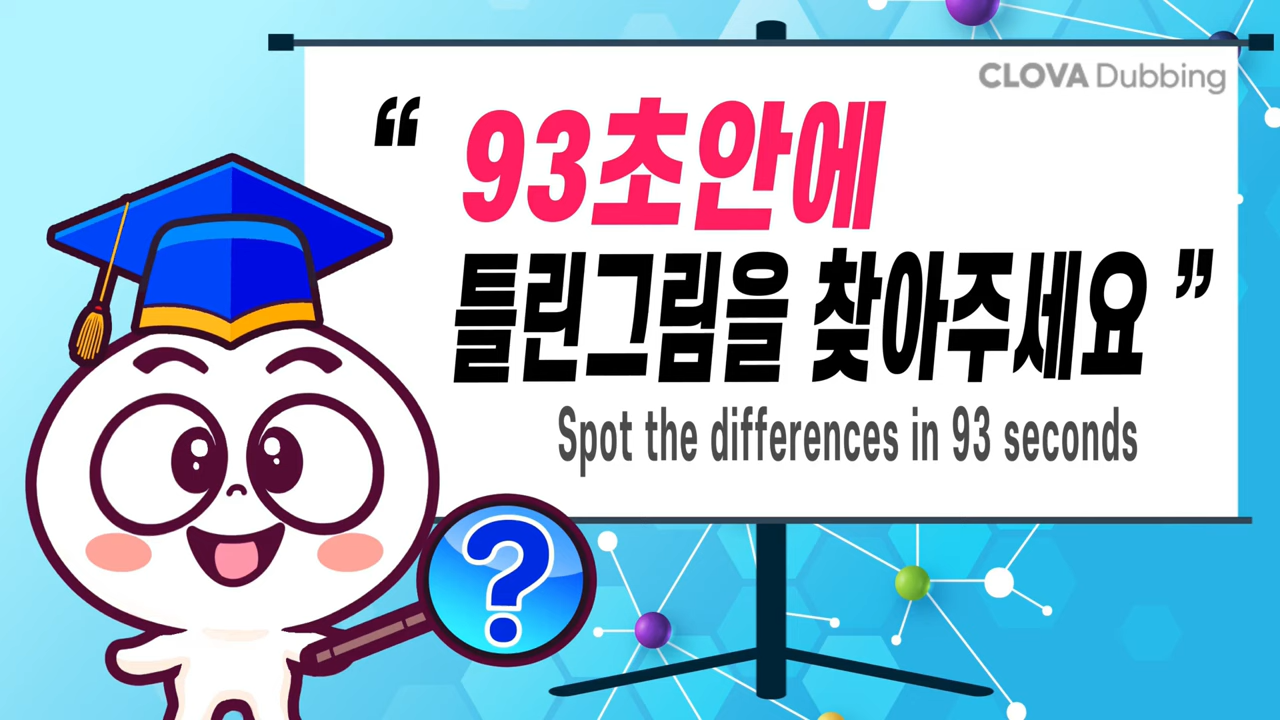 CLOVA Dubbing
“ 93초안에
틀린그림을 찾아주세요 ”
Spot the differences in 93 seconds
?